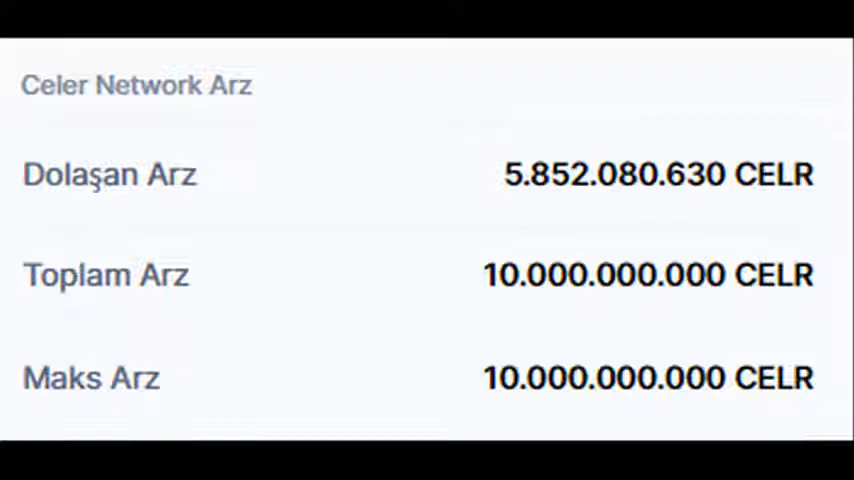 Celer Network Arz
Dolaşan Arz 5.852.080.630 CELR
Toplam Arz 10.000.000.000 CELR
Maks Arz 10.000.000.000 CELR